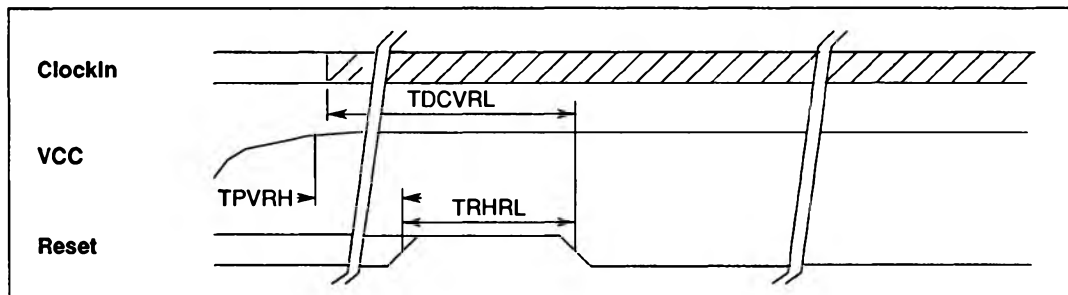 ClockIn
TDCVRL
VCC
TPVRH
TRHRL
Reset